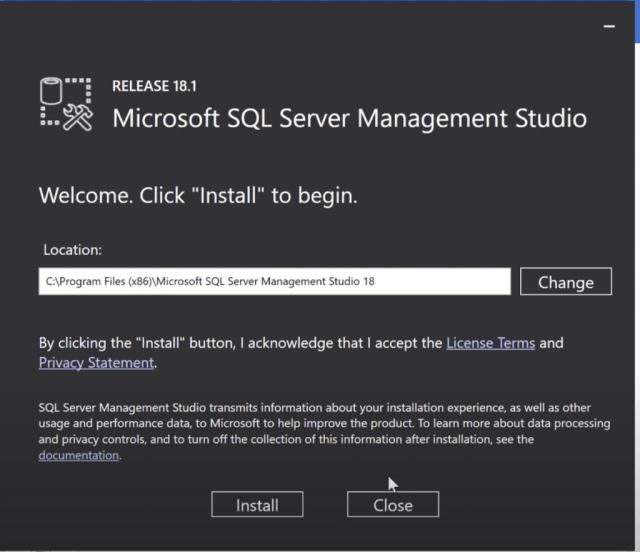 RELEASE 18.1
Microsoft SQL Server Management Studio
Welcome. Click "Install" to begin.
Location:
C:\Program Files (x86)\Microsoft SQL Server Management Studio 18
Change
By clicking the "Install" button, I acknowledge that I accept the License Terms and
Privacy Statement.
SQL Server Management Studio transmits information about your installation experience, as well as other
usage and performance data, to Microsoft to help improve the product. To learn more about data processing
and privacy controls, and to turn off the collection of this information after installation, see the
documentation.
Install
Close